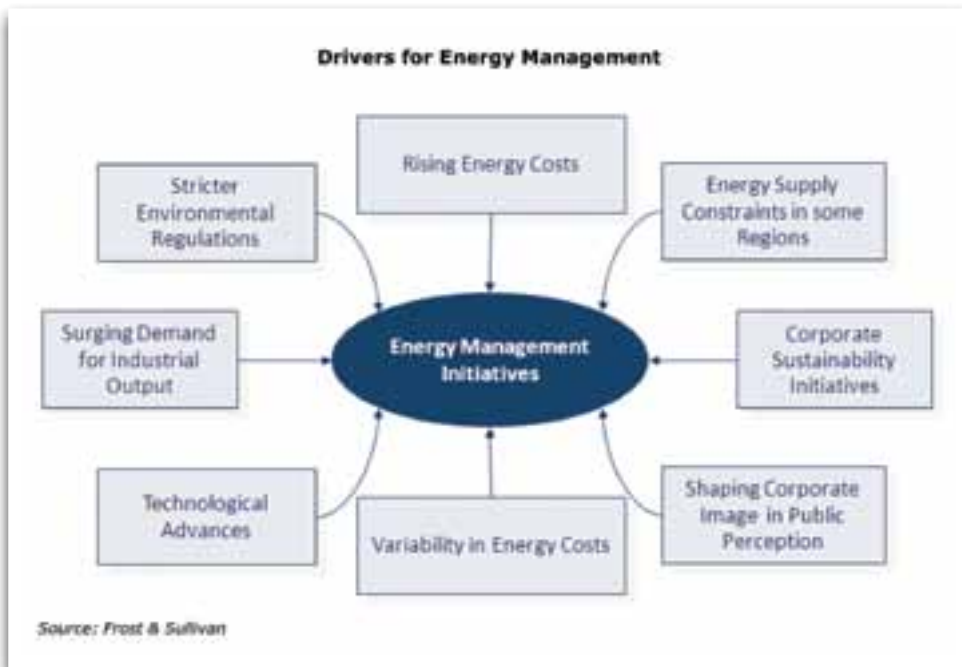 Drivers for Energy Management
Rising Energy Costs
Stricter
Environmental
Regulations
Energy Supply
Constraints in some
Regions
Surging Demand
for Industrial
Output
Energy Management
Initiatives
Corporate
Sustainability
Initiatives
Technological
Advances
Variability in Energy Costs
Shaping Corporate
Image in Public
Perception
Source: Frost & Sullivan